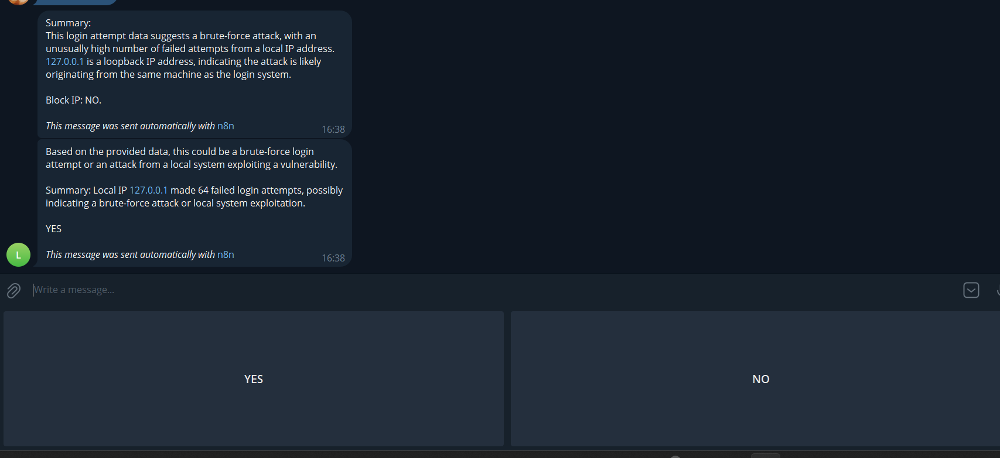 Summary:
This login attempt data suggests a brute-force attack, with an
unusually high number of failed attempts from a local IP address.
127.0.0.1 is a loopback IP address, indicating the attack is likely
originating from the same machine as the login system.
Block IP: NO.
This message was sent automatically with n8n
16:38
Based on the provided data, this could be a brute-force login
attempt or an attack from a local system exploiting a vulnerability.
Summary: Local IP 127.0.0.1 made 64 failed login attempts, possibly
indicating a brute-force attack or local system exploitation.
YES
This message was sent automatically with n8n
16:38
L
Write a message...
YES
NO